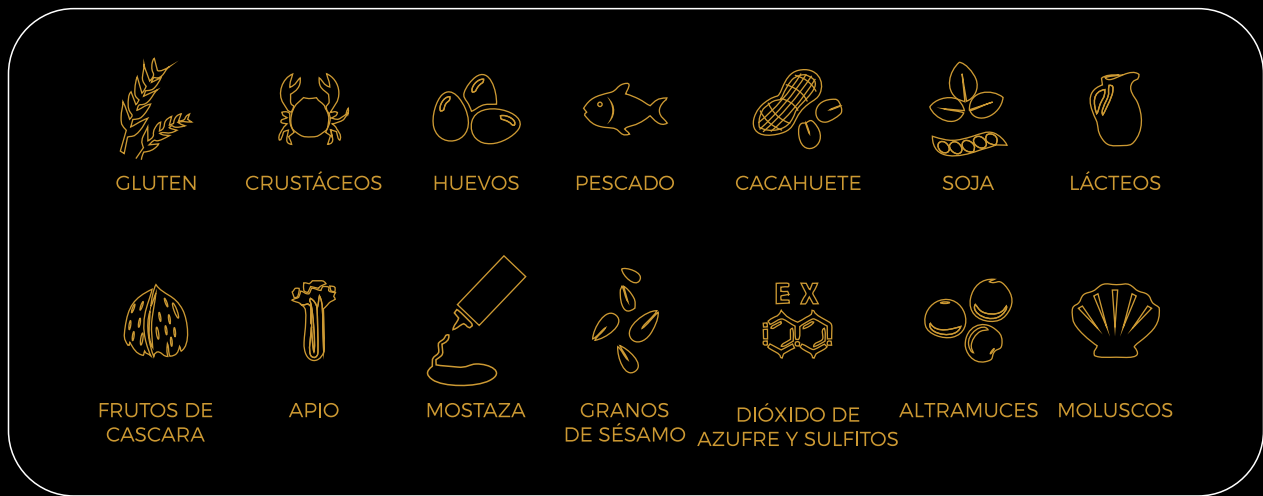 GLUTEN
CRUSTÁCEOS
HUEVOS
PESCADO
CACAHUETE
SOJA
LÁCTEOS
FRUTOS DE
CASCARA
APIO
MOSTAZA
GRANOS
DE SÉSAMO
EX
DIÓXIDO DE
AZUFRE Y SULFITOS
ALTRAMUCES
MOLUSCOS